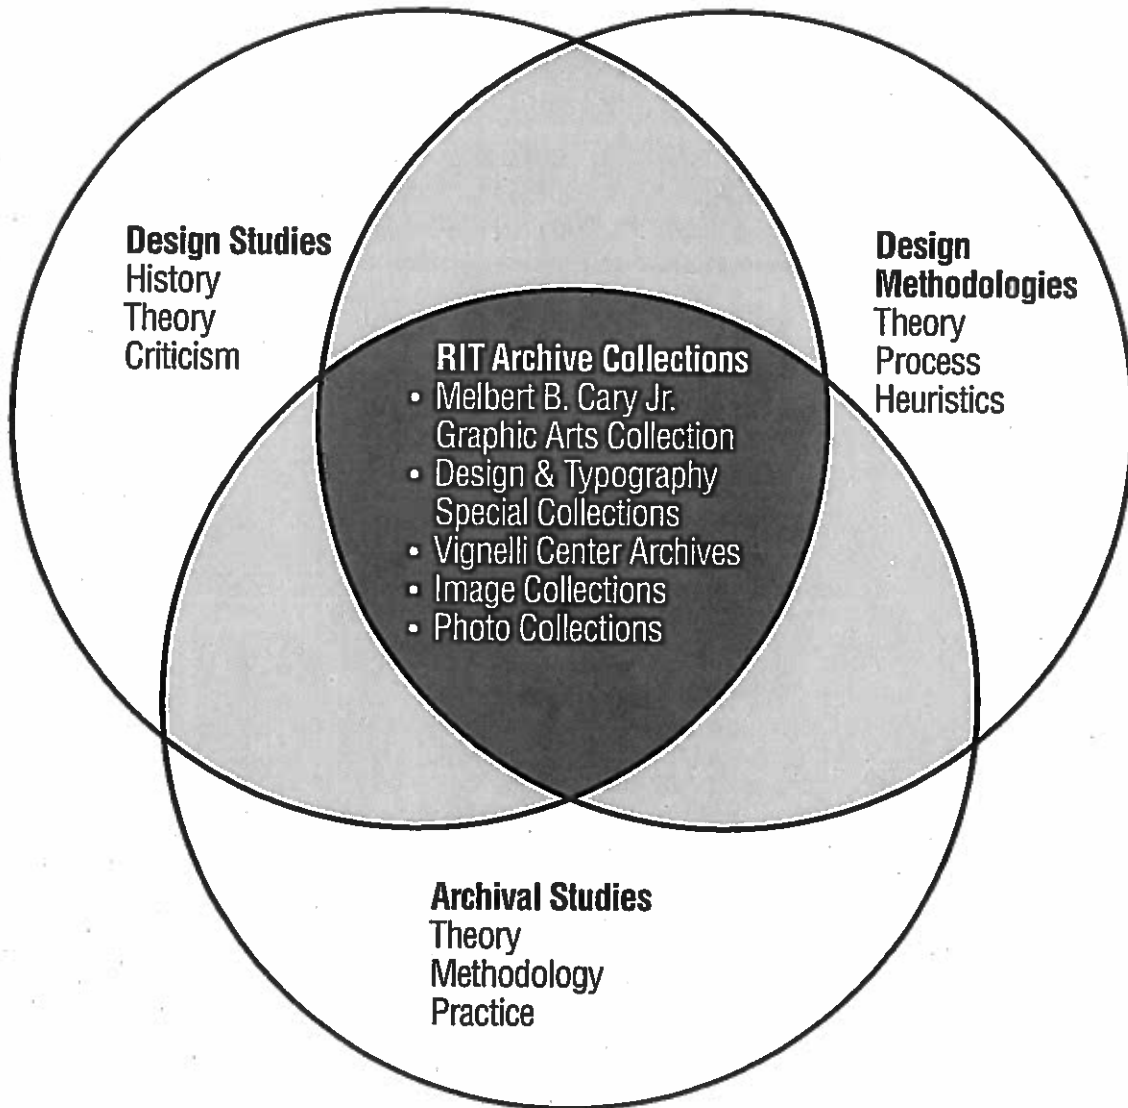 Design Studies
History
Theory
Criticism
Design
Methodologies
Theory
Process
Heuristics
RIT Archive Collections
• Melbert B. Cary Jr.
Graphic Arts Collection
• Design & Typography
Special Collections
• Vignelli Center Archives
• Image Collections
• Photo Collections
Archival Studies
Theory
Methodology
Practice